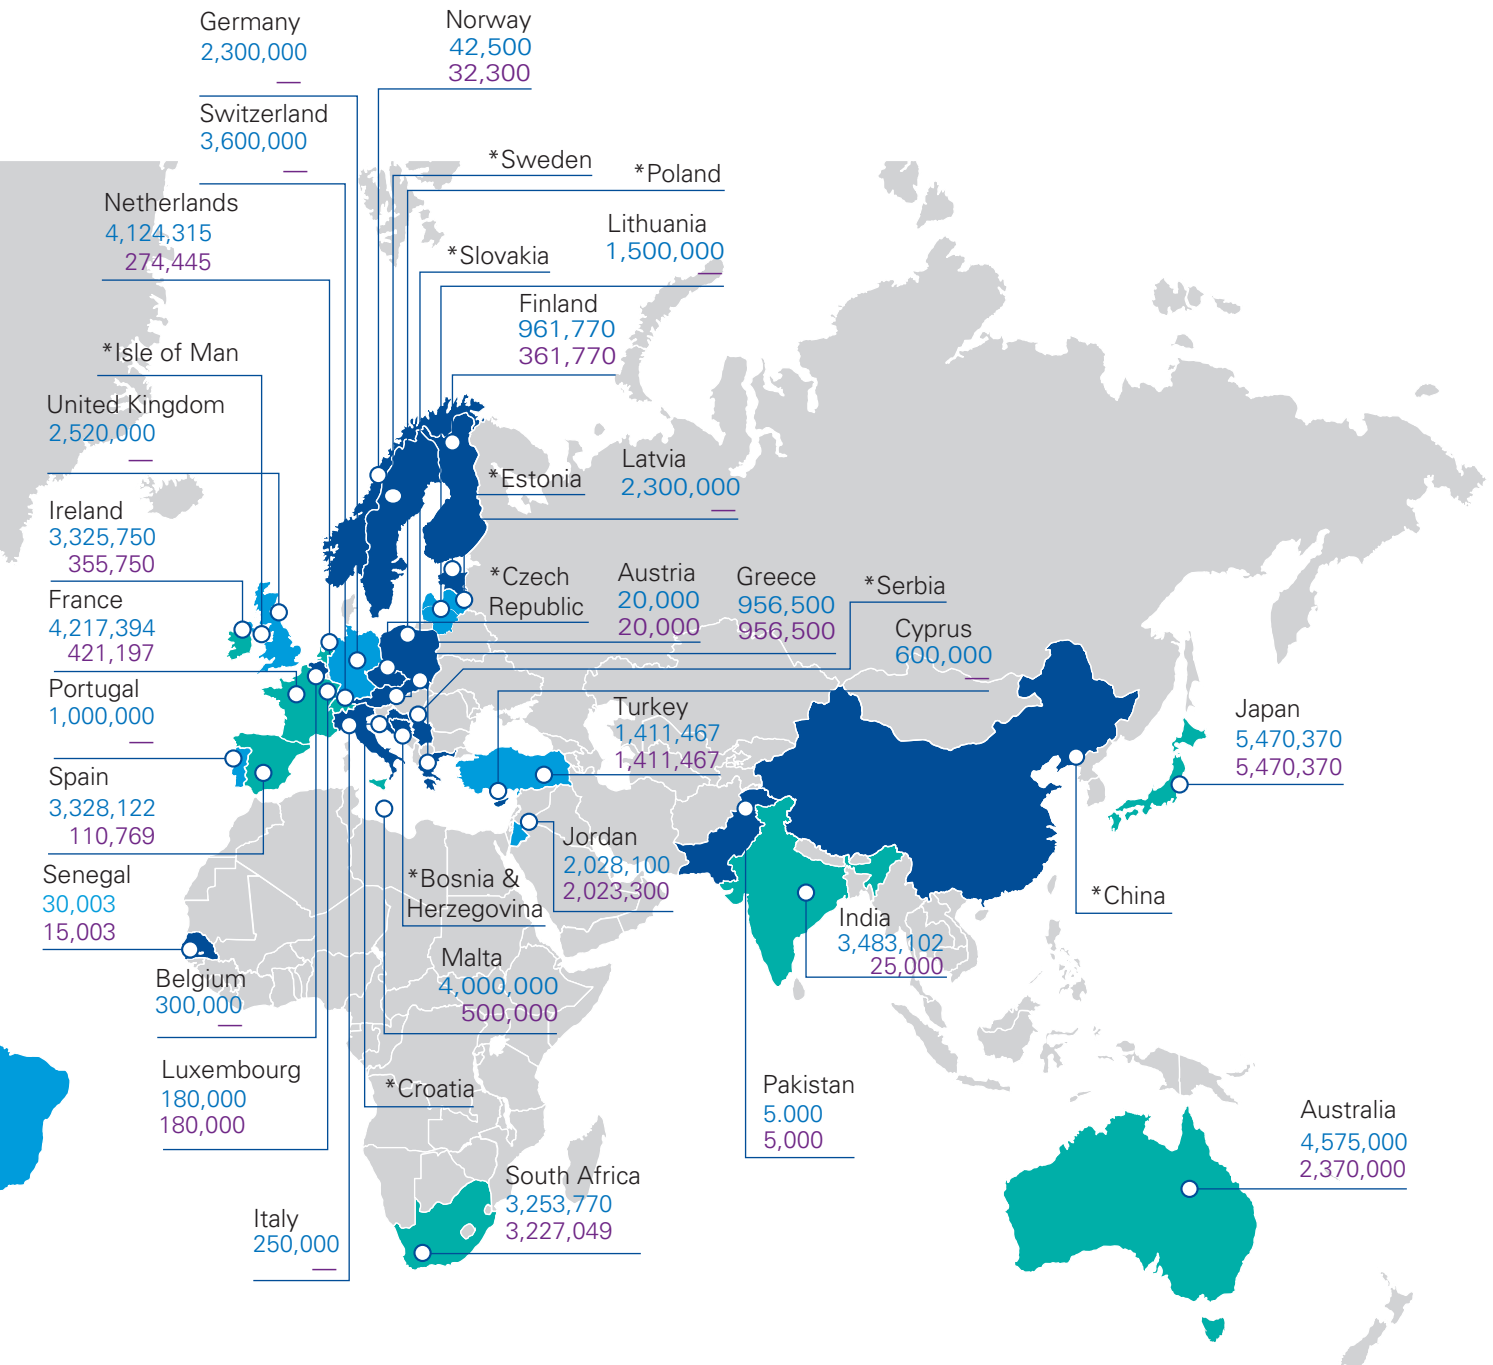 Germany
2,300,000
—
Norway
42,500
32,300
Switzerland
3,600,000
—
*Sweden
*Poland
Netherlands
4,124,315
274,445
Lithuania
1,500,000
—
*Slovakia
Finland
961,770
361,770
*Isle of Man
United Kingdom
2,520,000
—
*Estonia
Latvia
2,300,000
—
Ireland
3,325,750
355,750
*Czech
Republic
Austria
20,000
20,000
Greece
956,500
956,500
*Serbia
France
4,217,394
421,197
Cyprus
600,000
—
Portugal
1,000,000
—
Turkey
1,411,467
1,411,467
Japan
5,470,370
5,470,370
Spain
3,328,122
110,769
Jordan
2,028,100
2,023,300
Senegal
30,003
15,003
*Bosnia &
Herzegovina
*China
India
3,483,102
25,000
Malta
4,000,000
500,000
Belgium
300,000
—
Luxembourg
180,000
180,000
*Croatia
Pakistan
5.000
5,000
Australia
4,575,000
2,370,000
South Africa
3,253,770
3,227,049
Italy
250,000
—